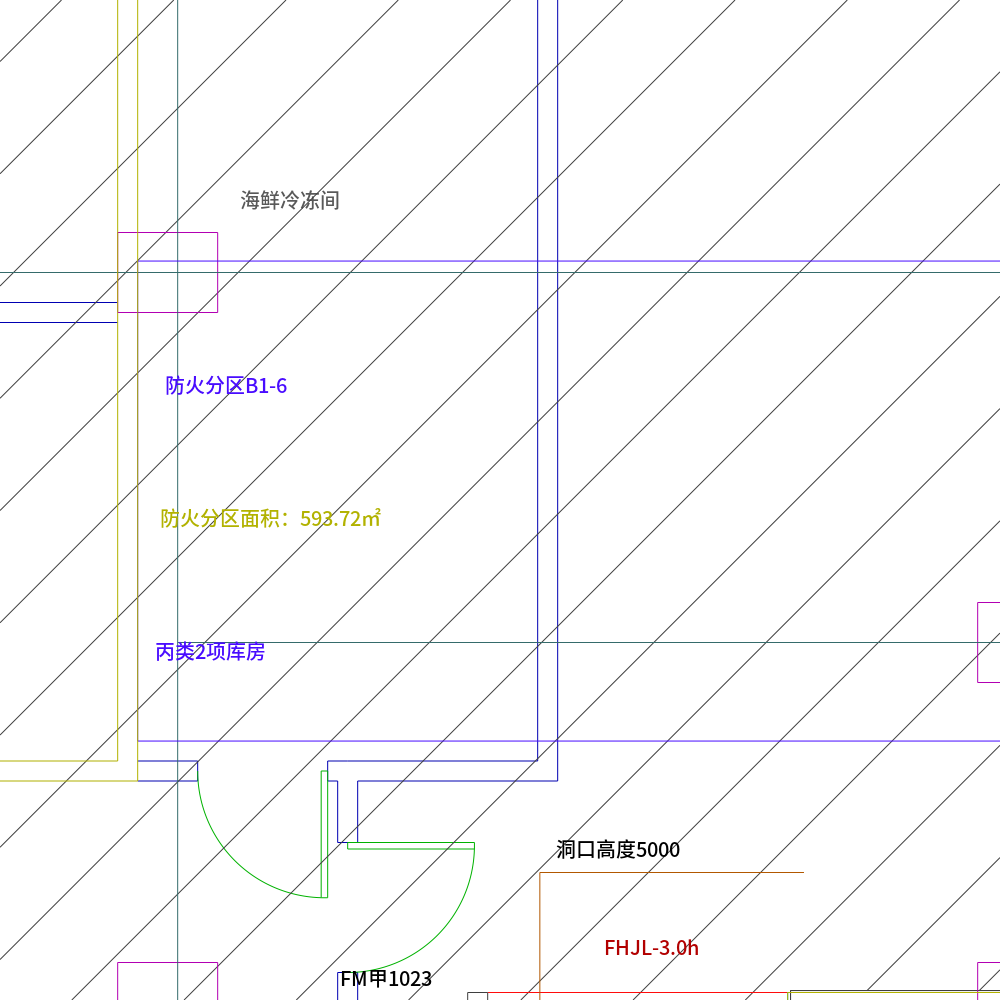 海鲜冷冻间
防火分区B1-6
防火分区面积：593.72㎡
丙类2项库房
洞口高度5000
FHJL-3.0h
FM甲1023